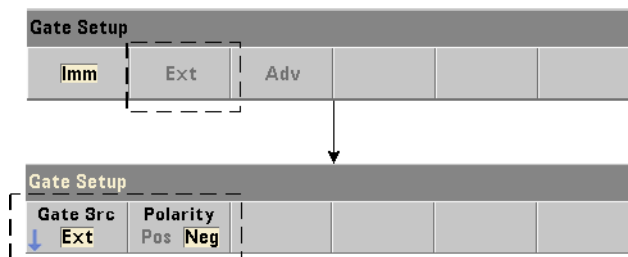 Gate Setup
Imm Ext Adv
Gate Setup
Gate Src Polarity
Ext Pos Neg